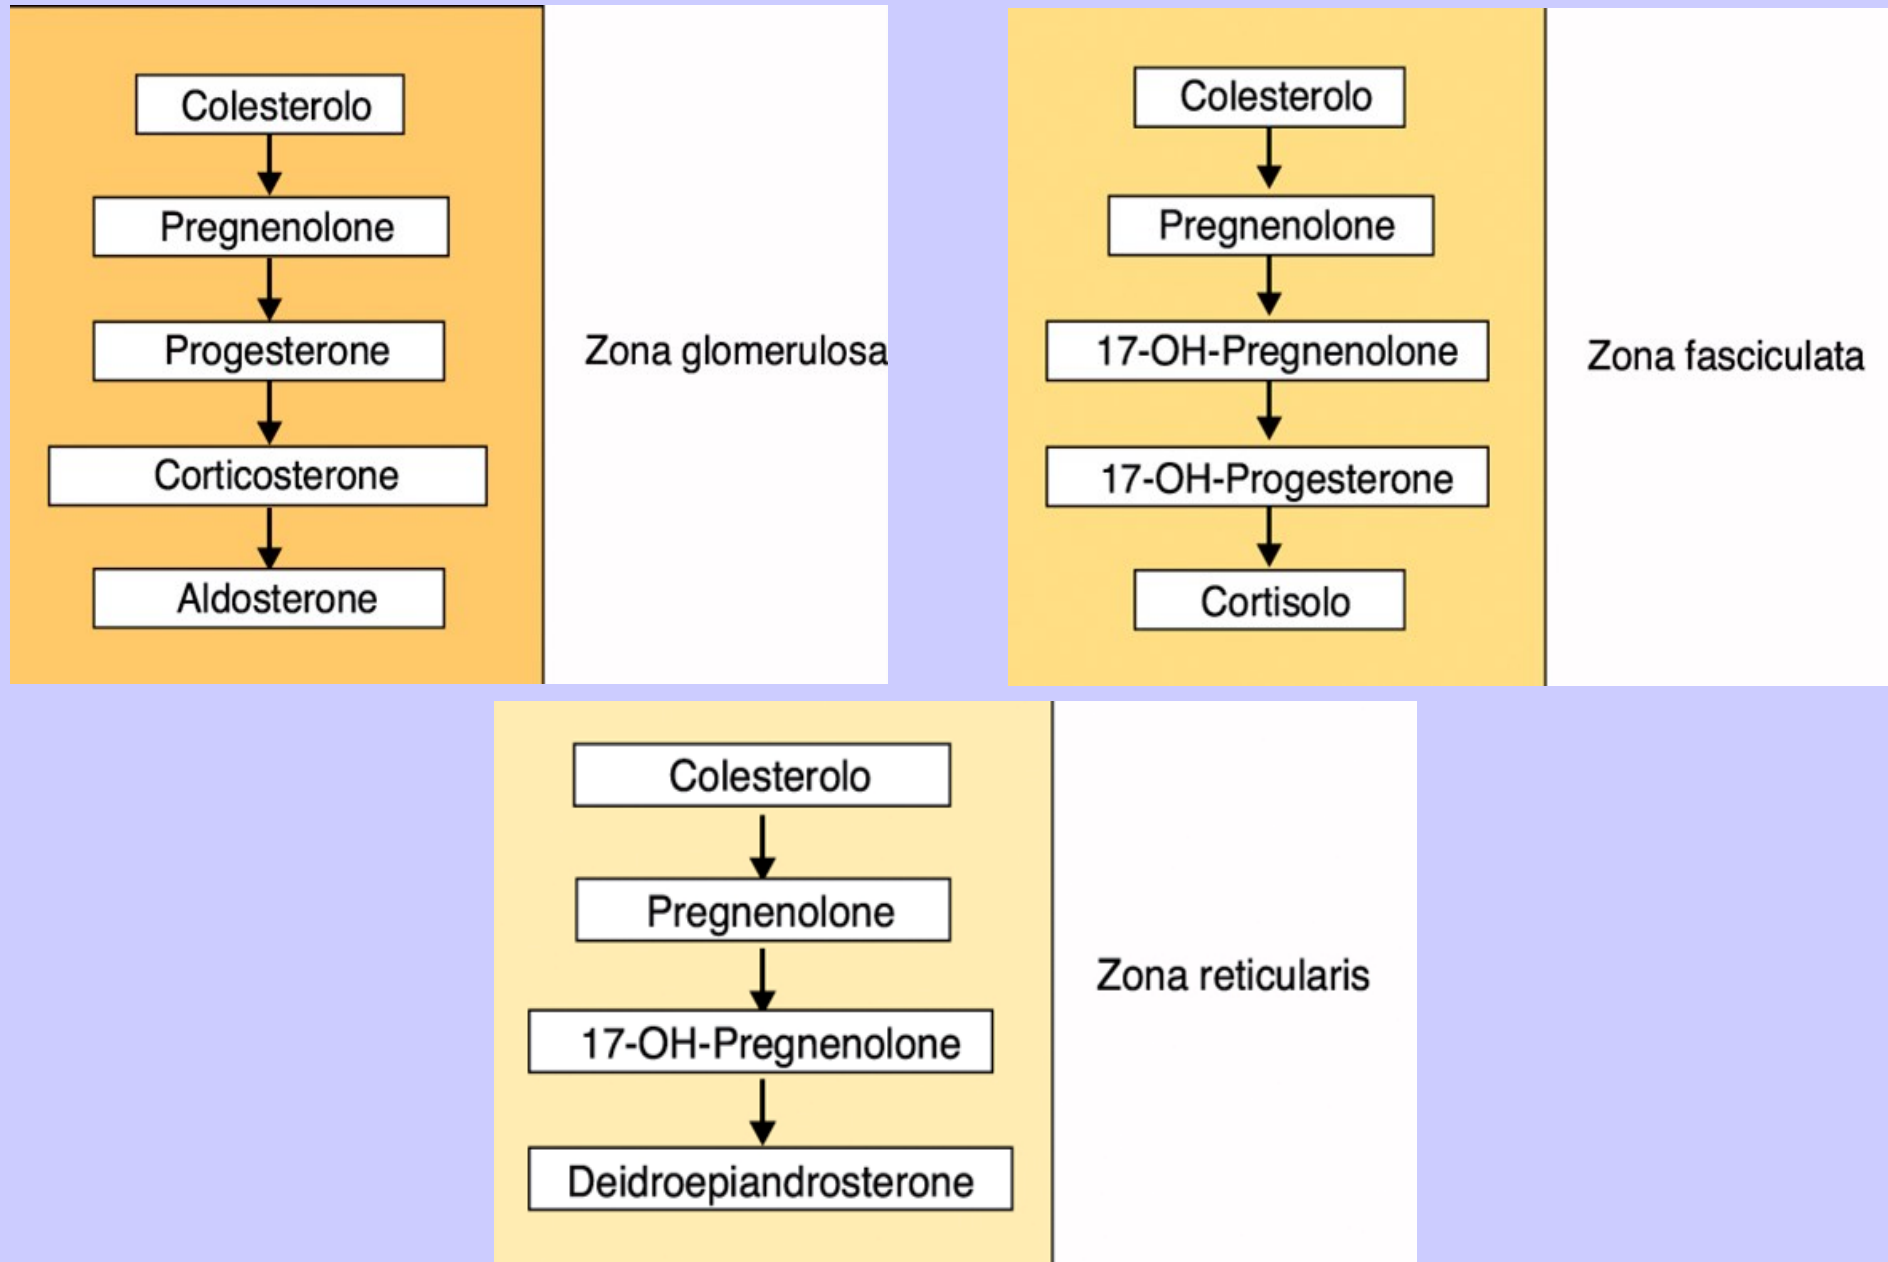 Colesterolo
Pregnenolone
Progesterone
Corticosterone
Aldosterone
Zona glomerulosa
Colesterolo
Pregnenolone
17-OH-Pregnenolone
17-OH-Progesterone
Cortisolo
Zona fasciculata
Colesterolo
Pregnenolone
17-OH-Pregnenolone
Deidroepiandrosterone
Zona reticularis